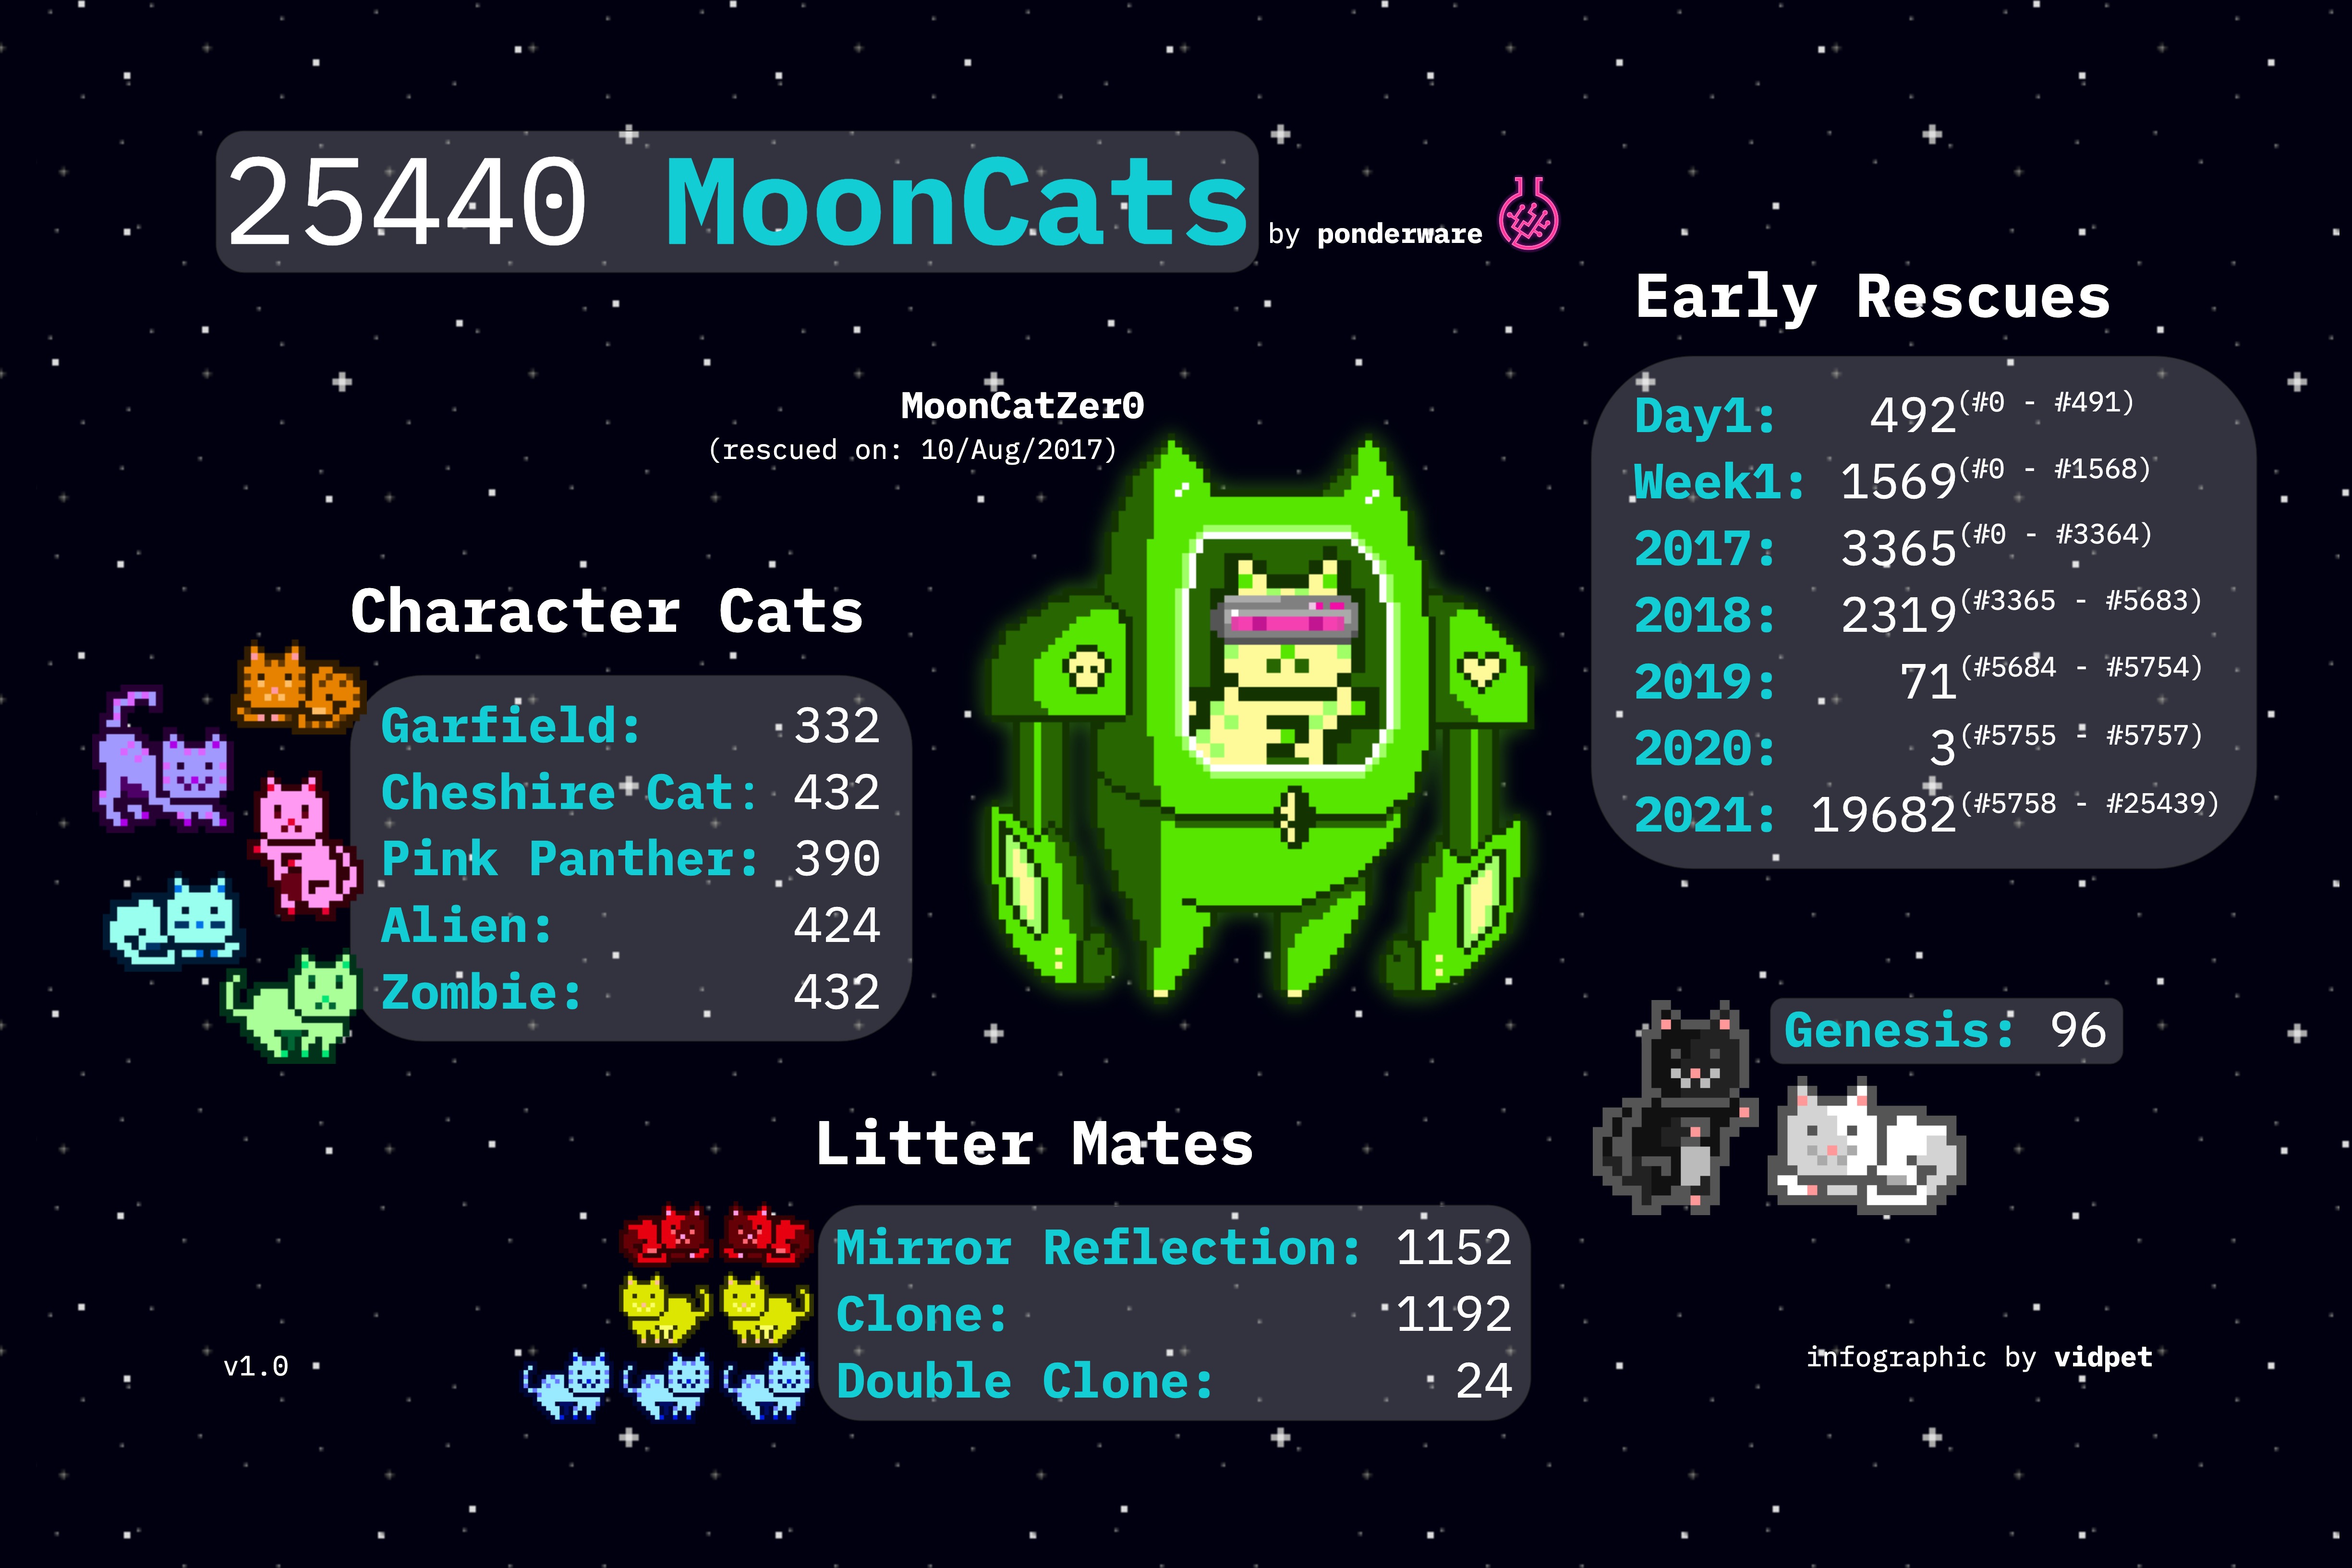 25440 MoonCats by ponderware
Early Rescues
Day1: 492 (#0 - #491)
Week1: 1569 (#0 - #1568)
2017: 3365 (#0 - #3364)
2018: 2319 (#3365 - #5683)
2019: 71 (#5684 - #5754)
2020: 3 (#5755 - #5757)
2021: 19682 (#5758 - #25439)
MoonCatZer0
(rescued on: 10/Aug/2017)
Character Cats
Garfield: 332
Cheshire Cat: 432
Pink Panther: 390
Alien: 424
Zombie: 432
Genesis: 96
Litter Mates
Mirror Reflection: 1152
Clone: 1192
Double Clone: 24
v1.0
infographic by vidpet